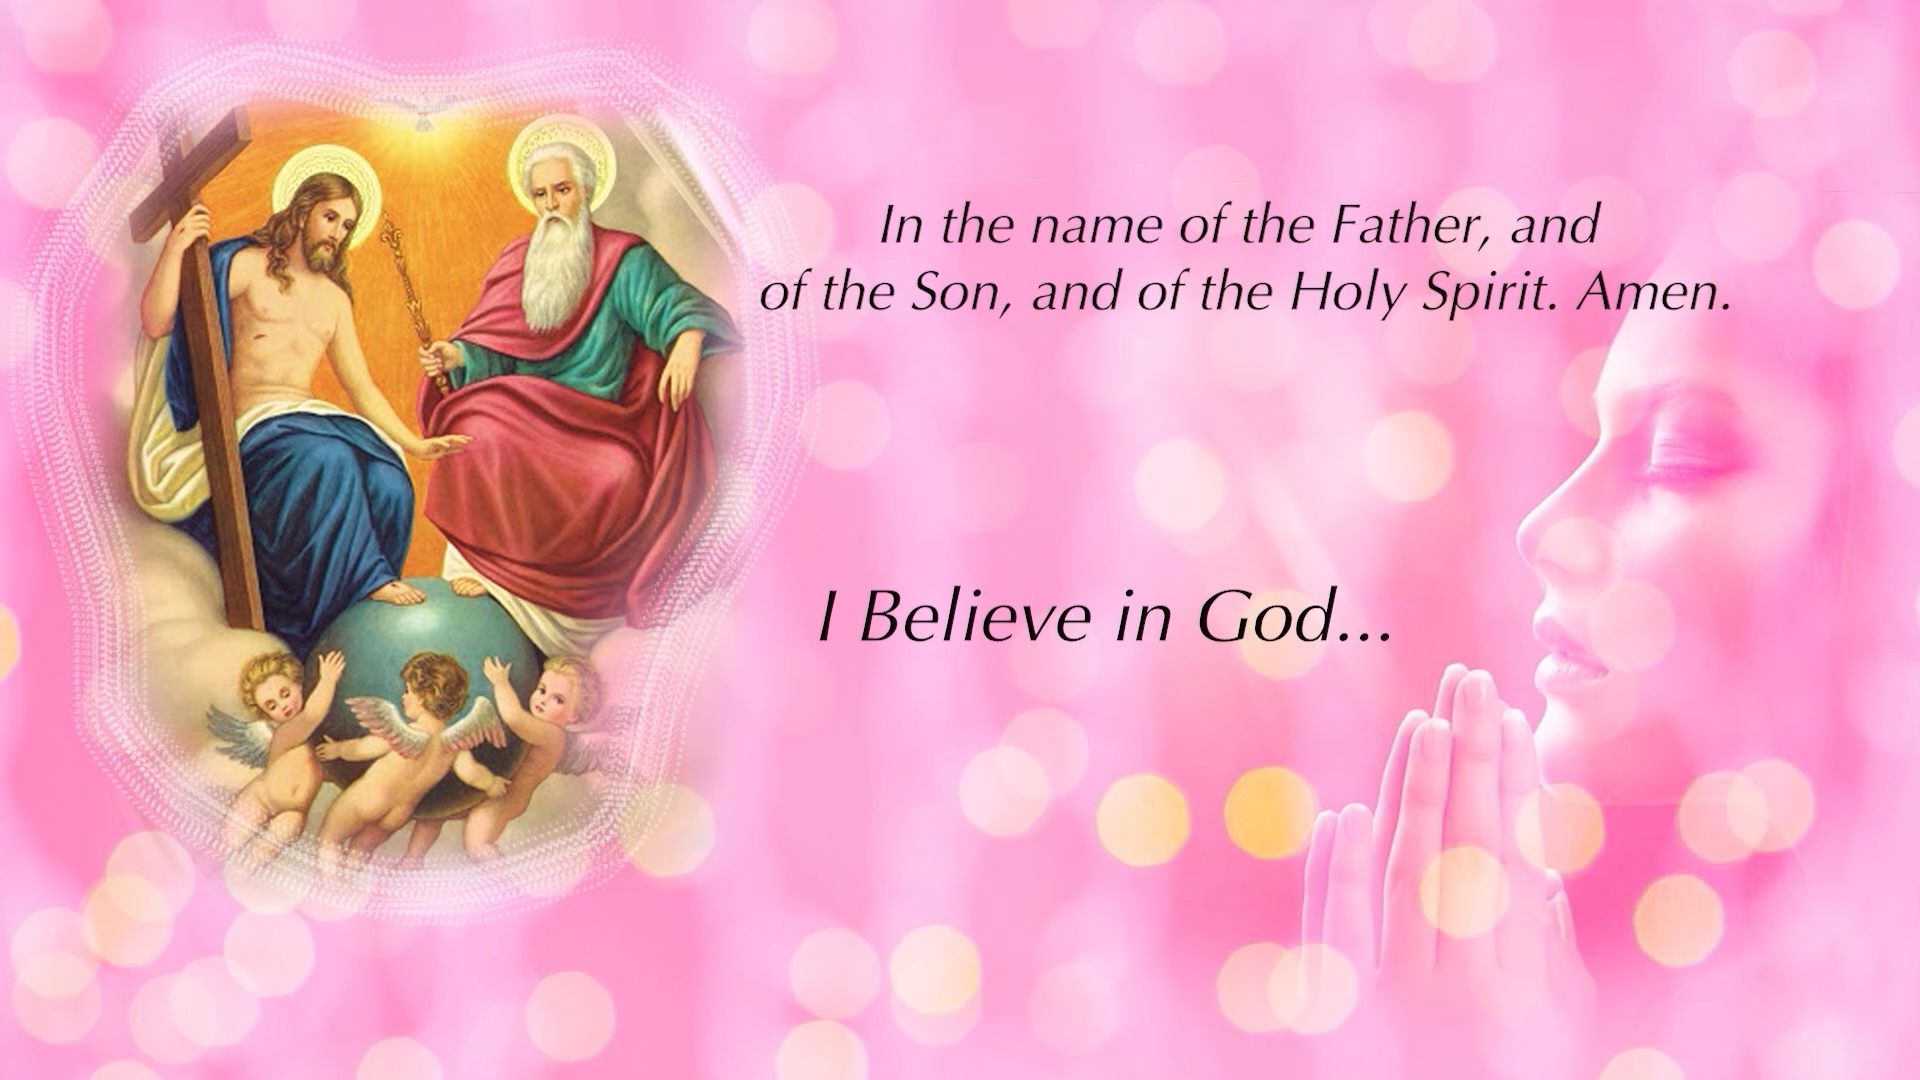 In the name of the Father, and
of the Son, and of the Holy Spirit. Amen.
I Believe in God...